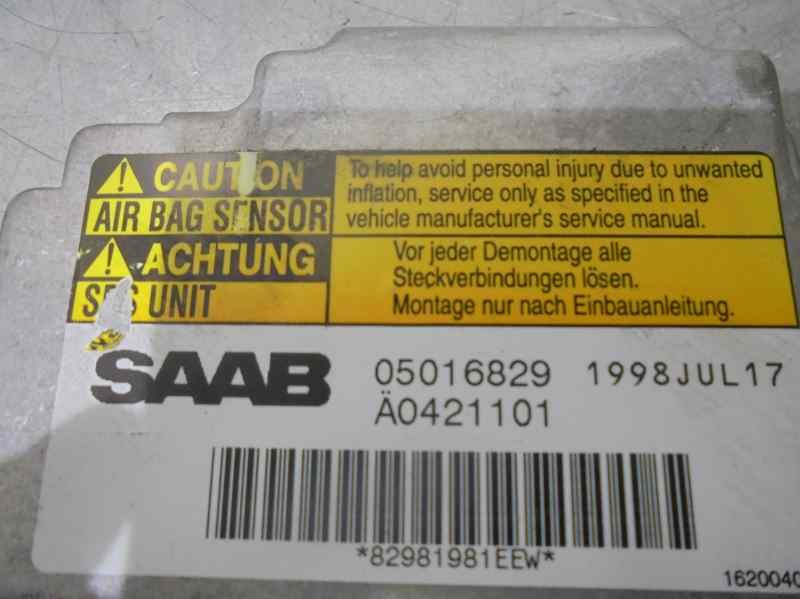 CAUTION
AIR BAG SENSOR
To help avoid personal injury due to unwanted
inflation, service only as specified in the
vehicle manufacturer's service manual.
ACHTUNG
UNIT
Vor jeder Demontage alle
Steckverbindungen lösen.
Montage nur nach Einbauanleitung.
SAAB
05016829 1998JUL17
Ä0421101
*82981981EEW*
1620040